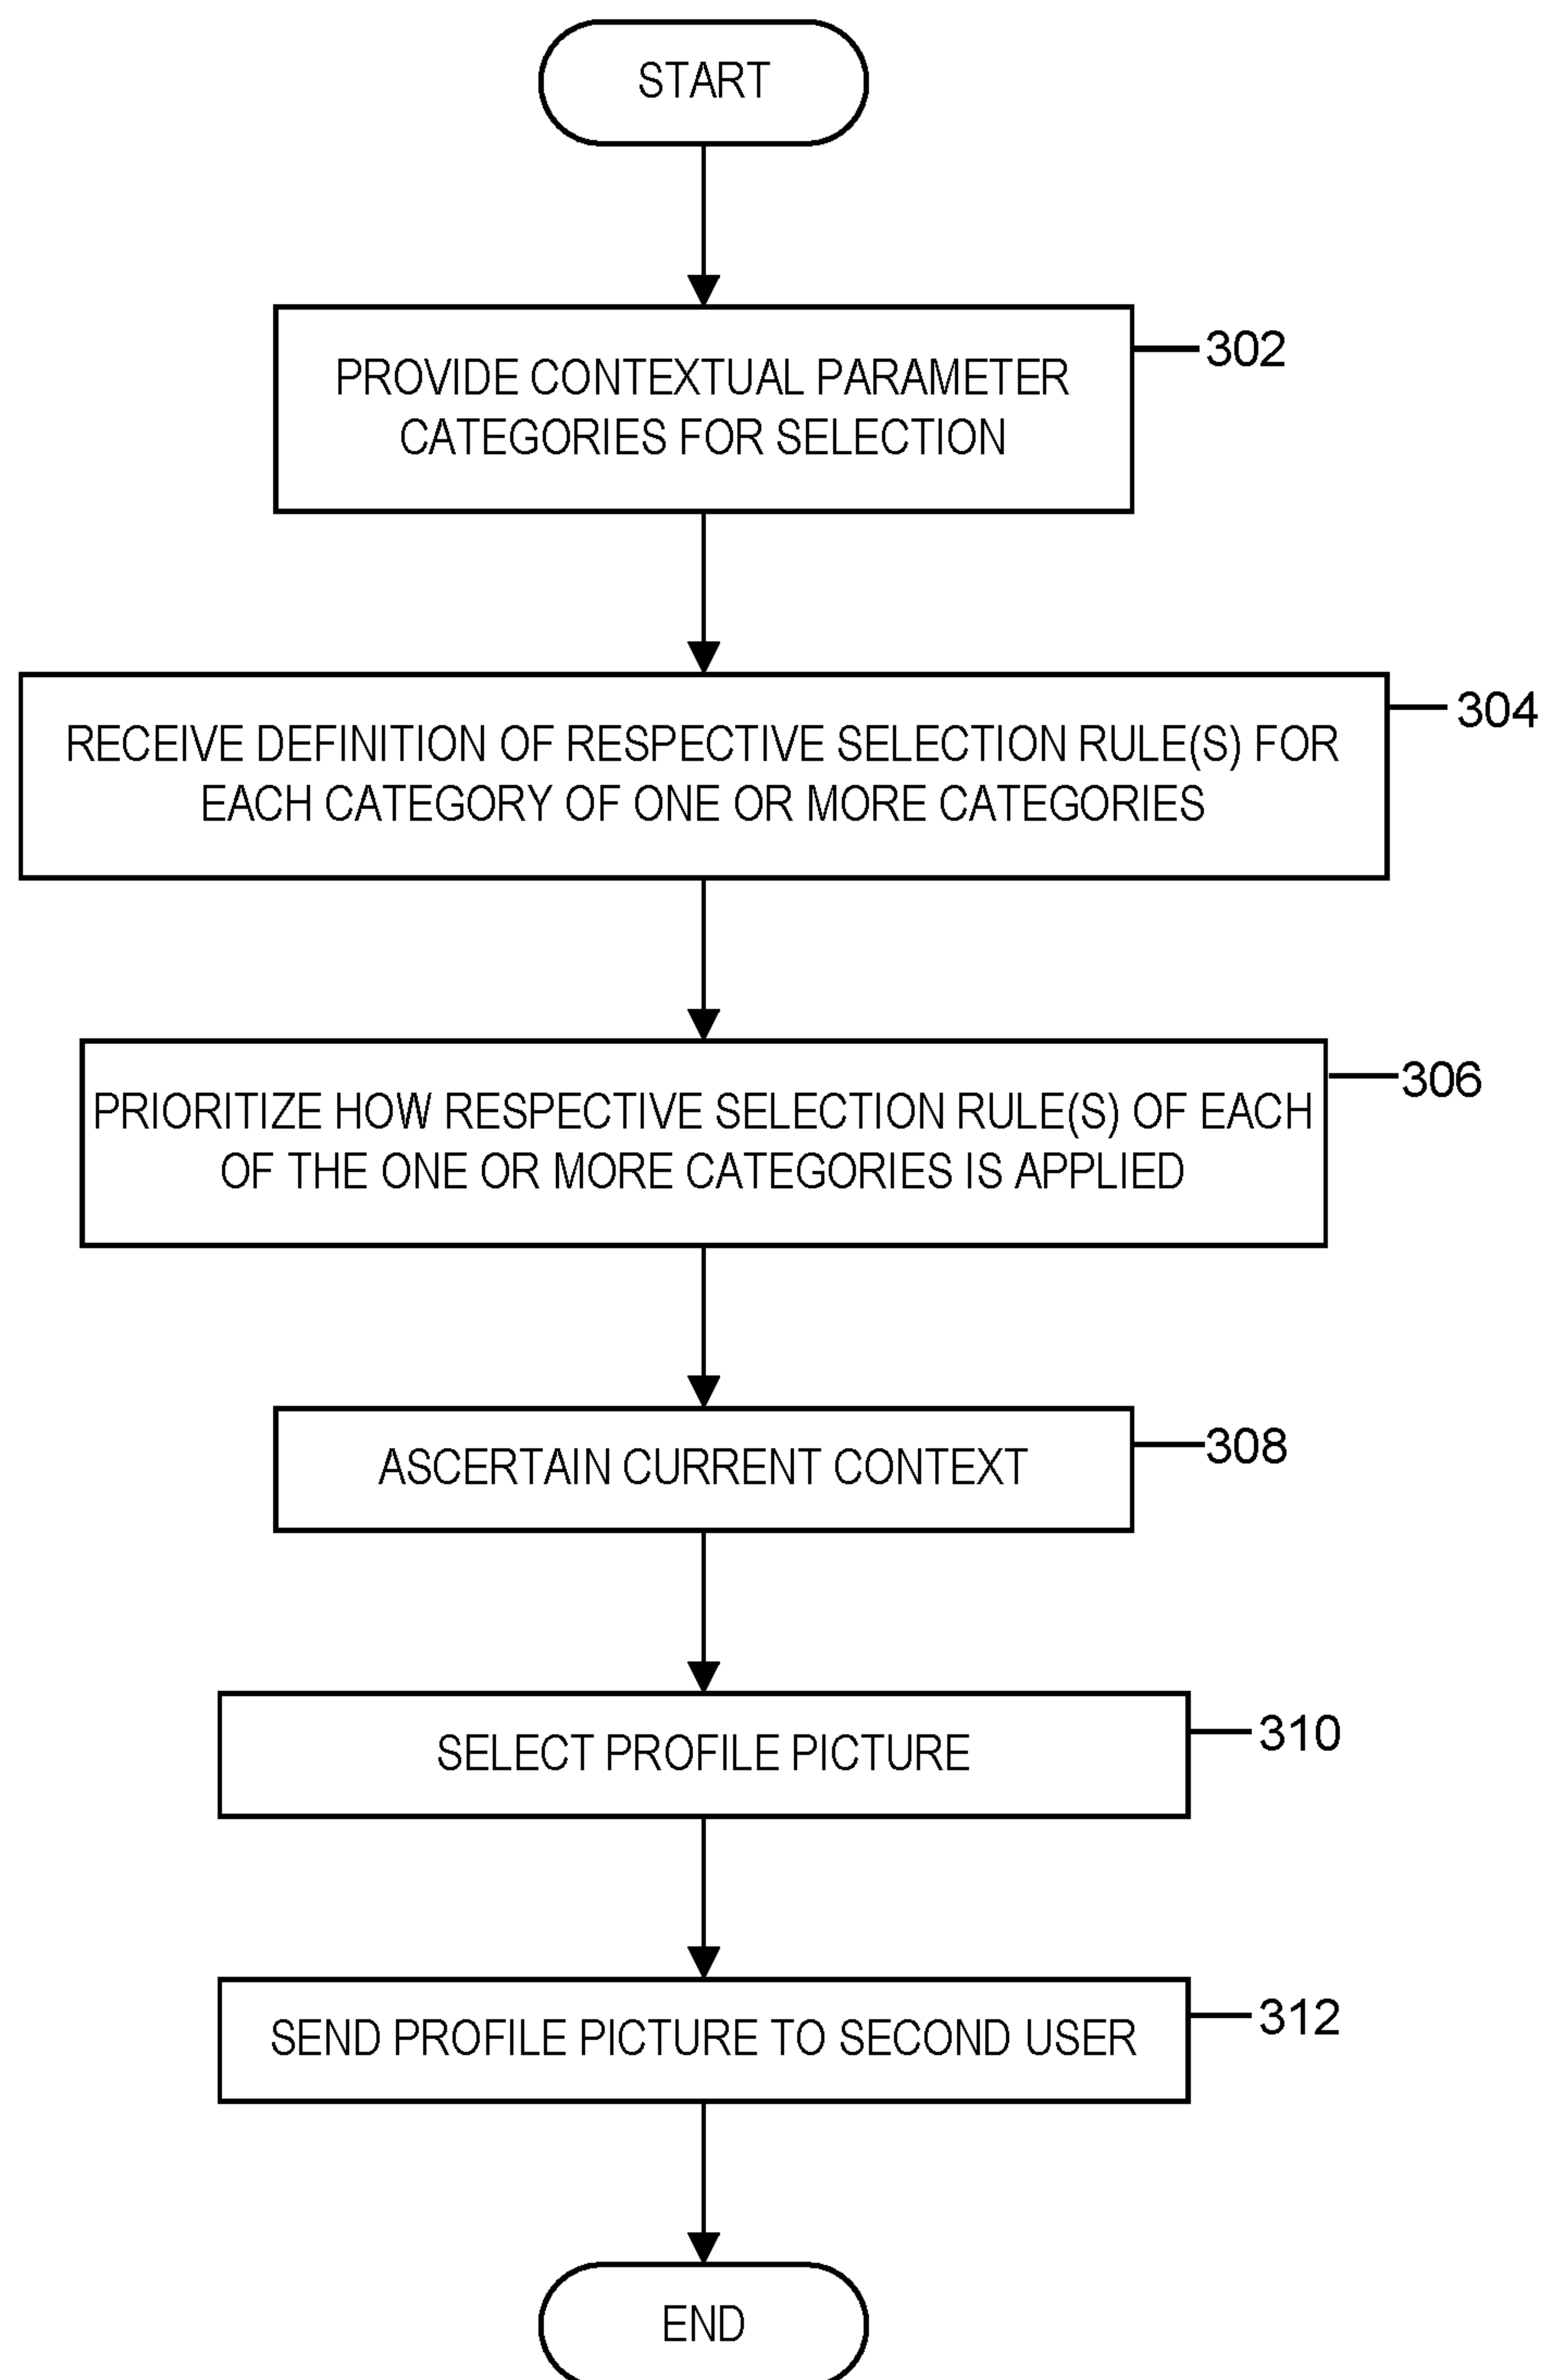 START
PROVIDE CONTEXTUAL PARAMETER
CATEGORIES FOR SELECTION
302
RECEIVE DEFINITION OF RESPECTIVE SELECTION RULE(S) FOR
EACH CATEGORY OF ONE OR MORE CATEGORIES
304
PRIORITIZE HOW RESPECTIVE SELECTION RULE(S) OF EACH
OF THE ONE OR MORE CATEGORIES IS APPLIED
306
ASCERTAIN CURRENT CONTEXT
308
SELECT PROFILE PICTURE
310
SEND PROFILE PICTURE TO SECOND USER
312
END